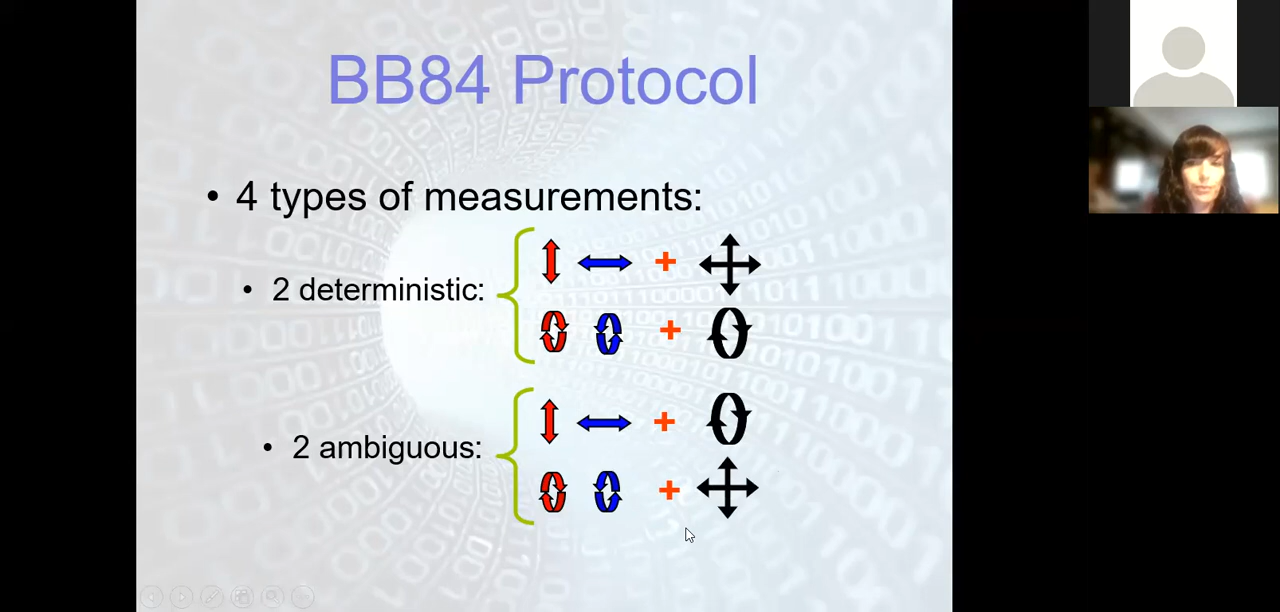 BB84 Protocol
• 4 types of measurements:
• 2 deterministic:
• 2 ambiguous: